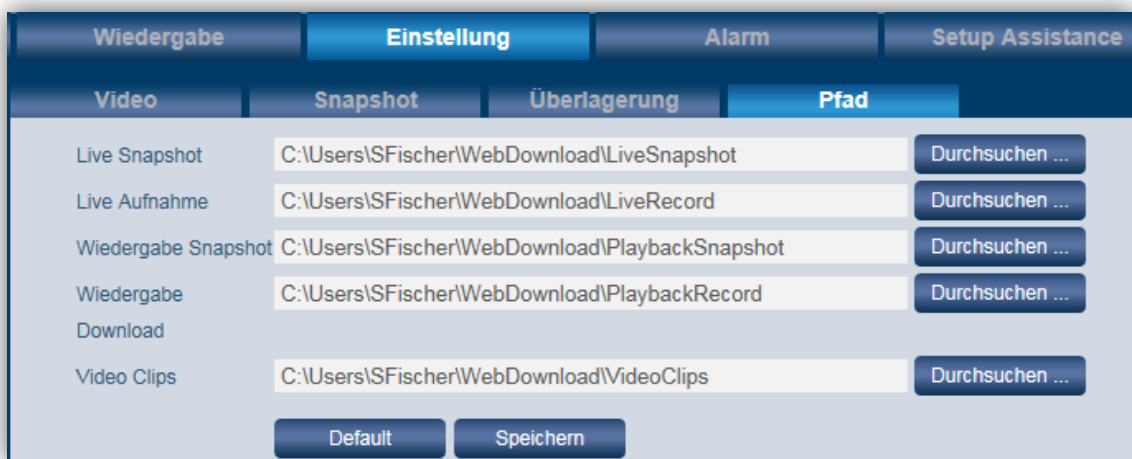 Wiedergabe Einstellung Alarm Setup Assistance
Video Snapshot Überlagerung Pfad
Live Snapshot C:\Users\SFischer\WebDownload\LiveSnapshot Durchsuchen ...
Live Aufnahme C:\Users\SFischer\WebDownload\LiveRecord Durchsuchen ...
Wiedergabe Snapshot C:\Users\SFischer\WebDownload\PlaybackSnapshot Durchsuchen ...
Wiedergabe C:\Users\SFischer\WebDownload\PlaybackRecord Durchsuchen ...
Download
Video Clips C:\Users\SFischer\WebDownload\VideoClips Durchsuchen ...
Default Speichern